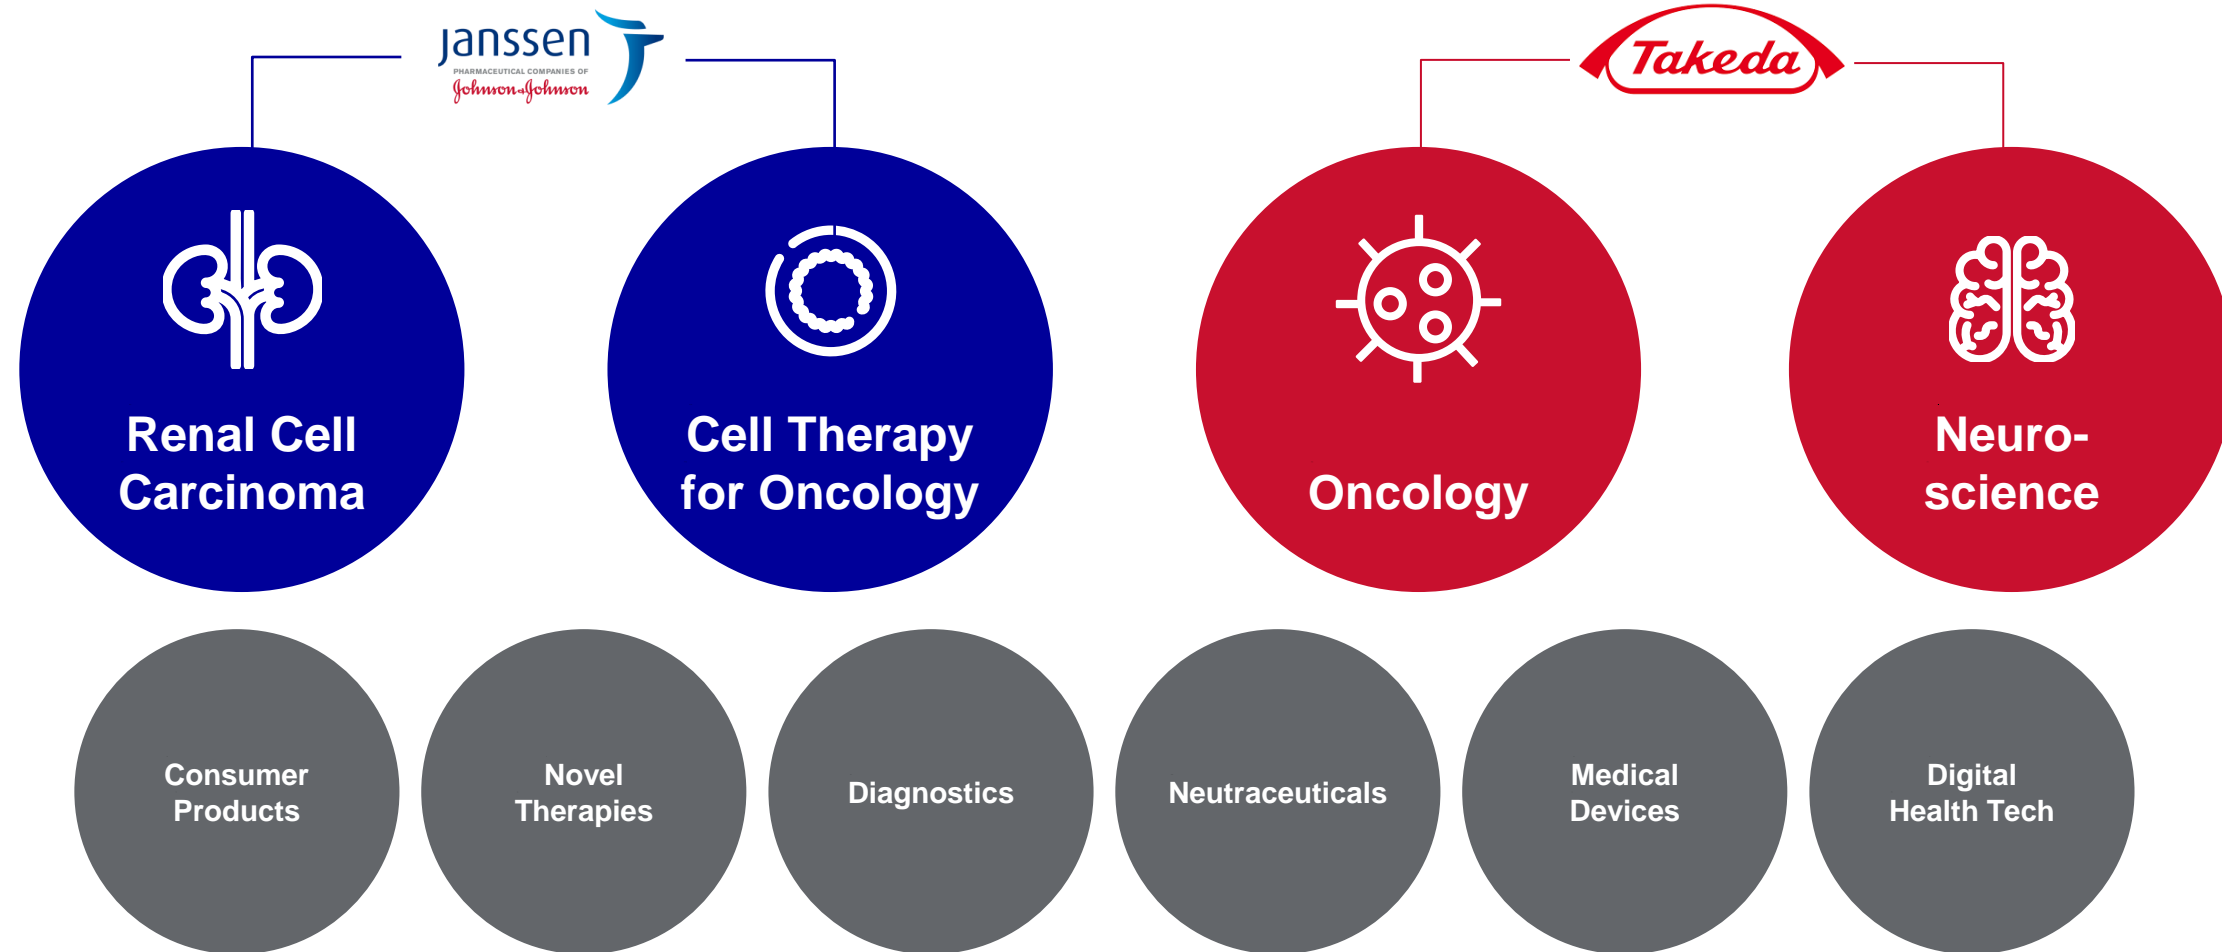 Janssen
PHARMACEUTICAL COMPANIES OF
Johnson & Johnson
Takeda
Renal Cell
Carcinoma
Cell Therapy
for Oncology
Oncology
Neuro-
science
Consumer
Products
Novel
Therapies
Diagnostics
Neutraceuticals
Medical
Devices
Digital
Health Tech